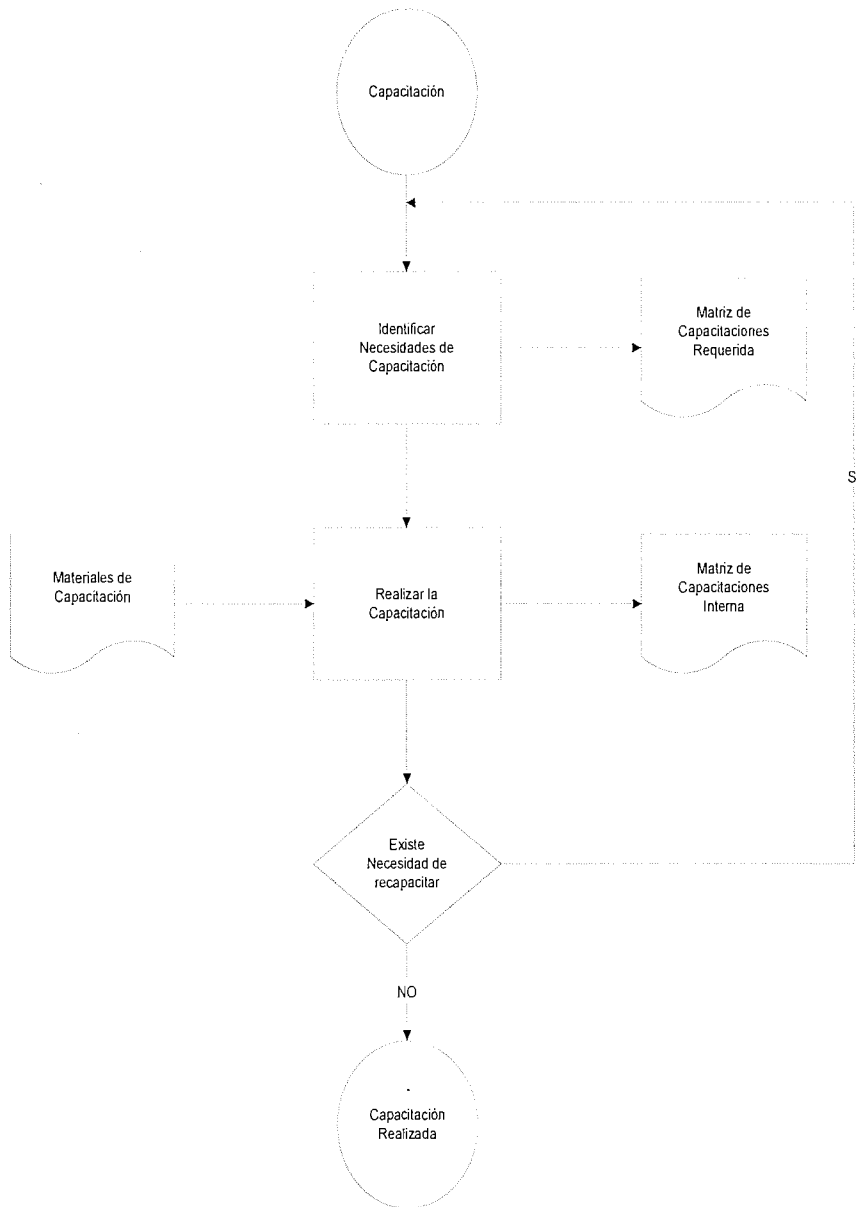 Capacitación
Identificar
Necesidades de
Capacitación
Matriz de
Capacitaciones
Requerida
S
Materiales de
Capacitación
Realizar la
Capacitación
Matriz de
Capacitaciones
Interna
Existe
Necesidad de
recapacitar
NO
Capacitación
Realizada